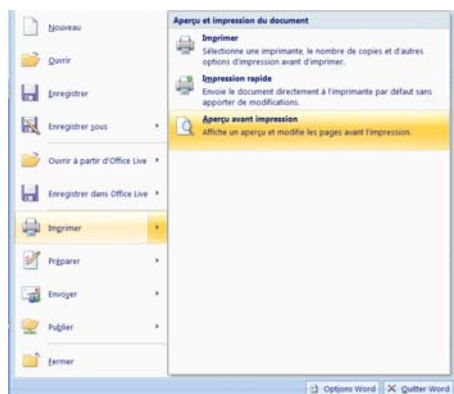 Nouveau
Ouvrir
Enregistrer
Enregistrer sous
Ouvrir à partir d'Office Live
Enregistrer dans Office Live
Imprimer
Préparer
Envoyer
Publier
Fermer
Aperçu et impression du document
Imprimer
Sélectionne une imprimante, le nombre de copies et d'autres
options d'impression avant d'imprimer.
Impression rapide
Envoie le document directement à l'imprimante par défaut sans
apporter de modifications.
Aperçu avant impression
Affiche un aperçu et modifie les pages avant l'impression.
Options Word
Quitter Word